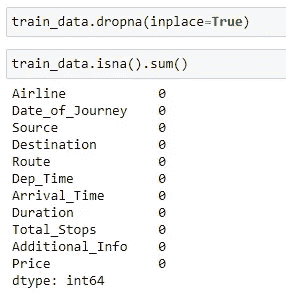 train_data.dropna(inplace=True)
train_data.isna().sum()
Airline 0
Date_of_Journey 0
Source 0
Destination 0
Route 0
Dep_Time 0
Arrival_Time 0
Duration 0
Total_Stops 0
Additional_Info 0
Price 0
dtype: int64